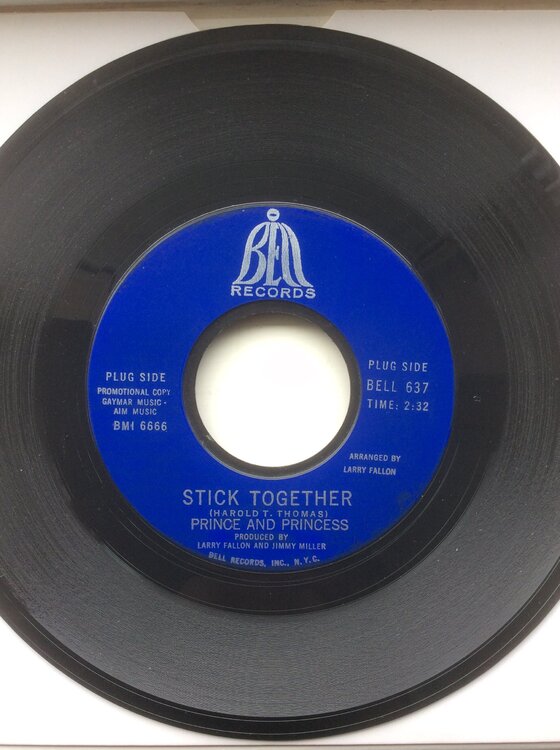 BELL
RECORDS
PLUG SIDE
PROMOTIONAL COPY
GAYMAR MUSIC -
AIM MUSIC
BMI 6666
PLUG SIDE
BELL 637
TIME: 2:32
ARRANGED BY
LARRY FALLON
STICK TOGETHER
(HAROLD T. THOMAS)
PRINCE AND PRINCESS
PRODUCED BY
LARRY FALLON AND JIMMY MILLER
BELL RECORDS, INC., N.Y.C.